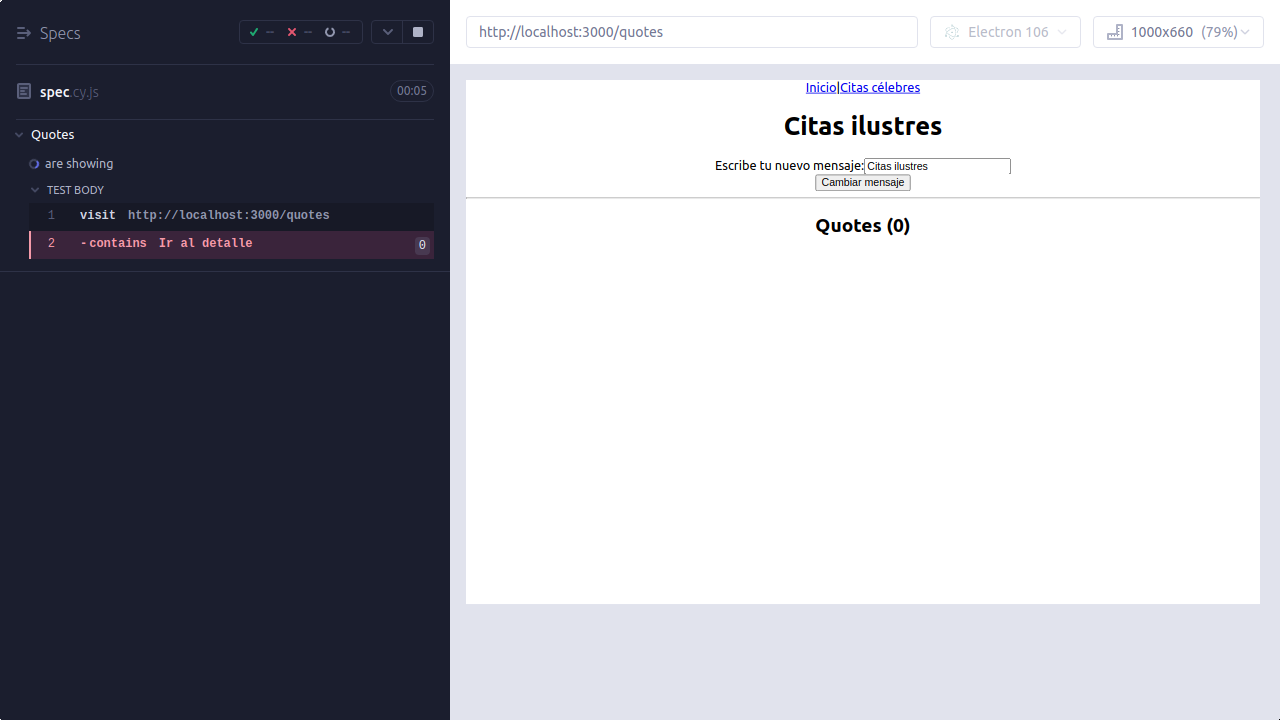 Specs
spec.cy.js
00:05
Quotes
are showing
TEST BODY
1 visit http://localhost:3000/quotes
2 -contains Ir al detalle 0
http://localhost:3000/quotes
Electron 106
1000x660 (79%)
Inicio|Citas célebres
Citas ilustres
Escribe tu nuevo mensaje: Citas ilustres
Cambiar mensaje
Quotes (0)